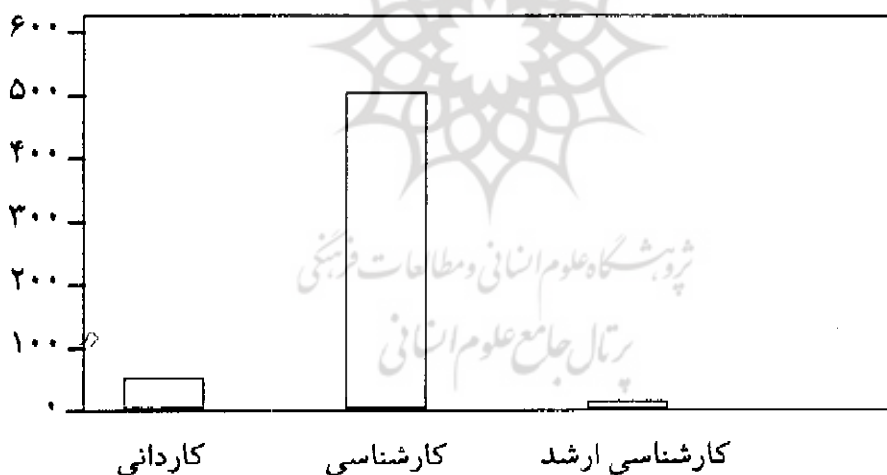 ۶۰۰
۵۰۰
۴۰۰
۳۰۰
۲۰۰
۱۰۰
۰
پژوهشگاه علوم انسانی و مطالعات فرهنگی
پرتال جامع علوم انسانی
کاردانی
کارشناسی
کارشناسی ارشد